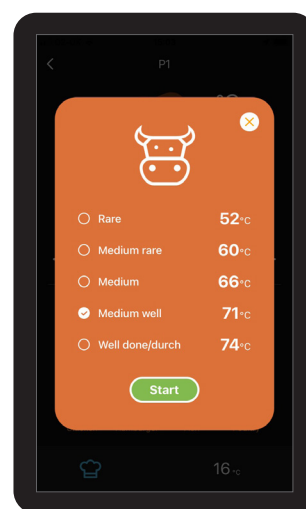 P1
Rare 52°C
Medium rare 60°C
Medium 66°C
Medium well 71°C
Well done/durch 74°C
Start
16°C